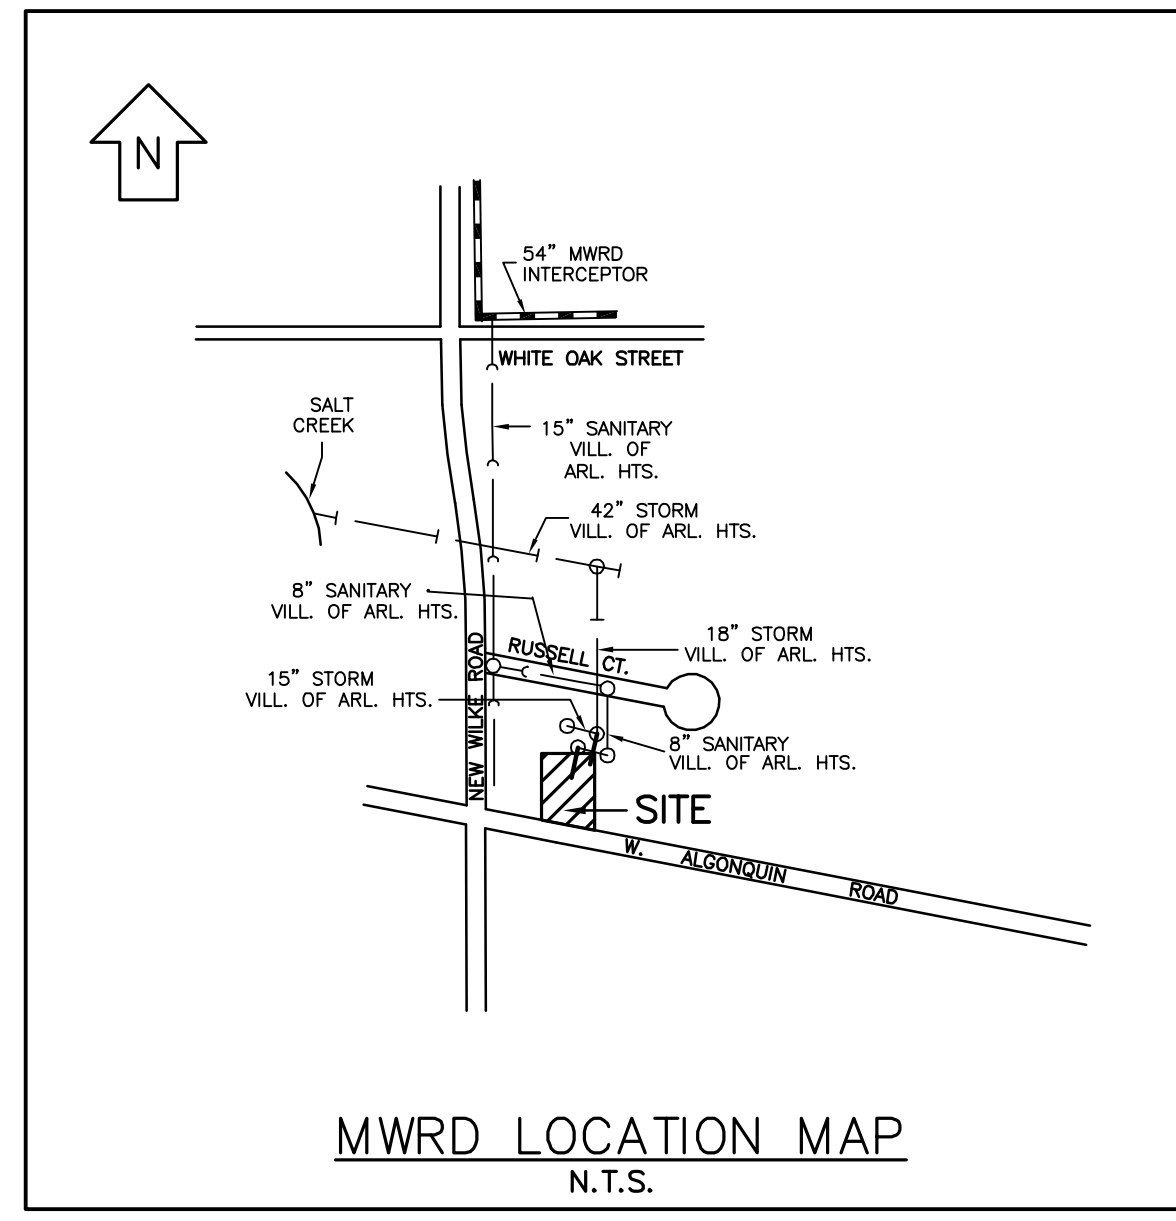 N
54" MWRD
INTERCEPTOR
WHITE OAK STREET
SALT
CREEK
15" SANITARY
VILL. OF
ARL. HTS.
42" STORM
VILL. OF ARL. HTS.
8" SANITARY
VILL. OF ARL. HTS.
18" STORM
VILL. OF ARL. HTS.
RUSSELL CT.
15" STORM
VILL. OF ARL. HTS.
NEW WILKE ROAD
8" SANITARY
VILL. OF ARL. HTS.
SITE
W. ALGONQUIN ROAD
MWRD LOCATION MAP
N.T.S.